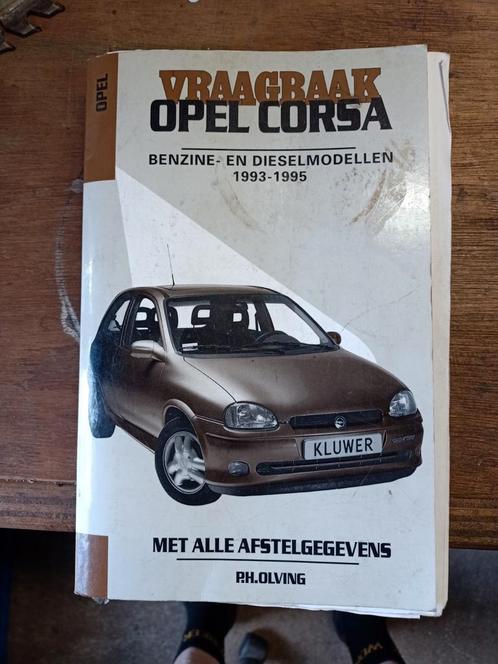 OPEL
VRAAGBAAK
OPEL CORSA
BENZINE- EN DIESELMODELLEN
1993-1995
KLUWER
MET ALLE AFSTELGEGEVENS
P.H. OLVING